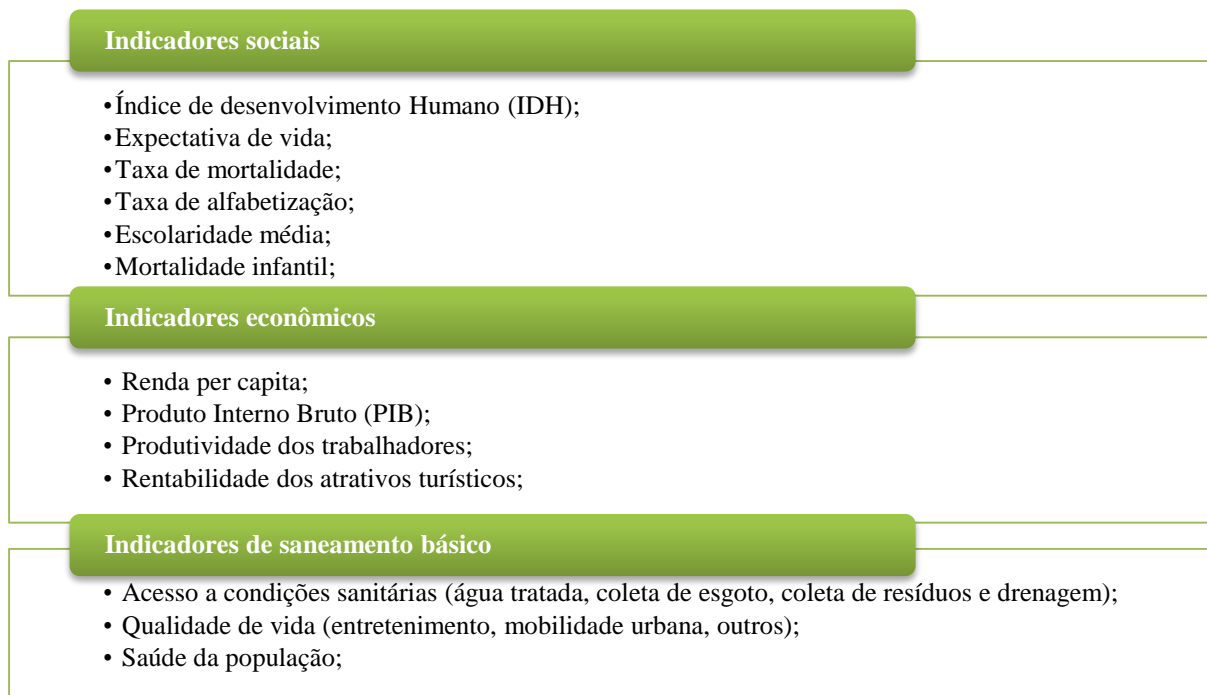 Indicadores sociais
•Índice de desenvolvimento Humano (IDH);
•Expectativa de vida;
•Taxa de mortalidade;
•Taxa de alfabetização;
•Escolaridade média;
•Mortalidade infantil;
Indicadores econômicos
• Renda per capita;
• Produto Interno Bruto (PIB);
• Produtividade dos trabalhadores;
• Rentabilidade dos atrativos turísticos;
Indicadores de saneamento básico
• Acesso a condições sanitárias (água tratada, coleta de esgoto, coleta de resíduos e drenagem);
• Qualidade de vida (entretenimento, mobilidade urbana, outros);
• Saúde da população;